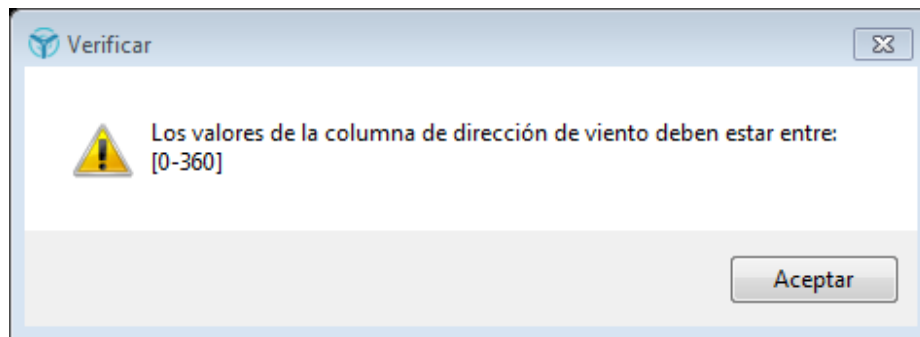 Verificar
Los valores de la columna de dirección de viento deben estar entre:
[0-360]
Aceptar